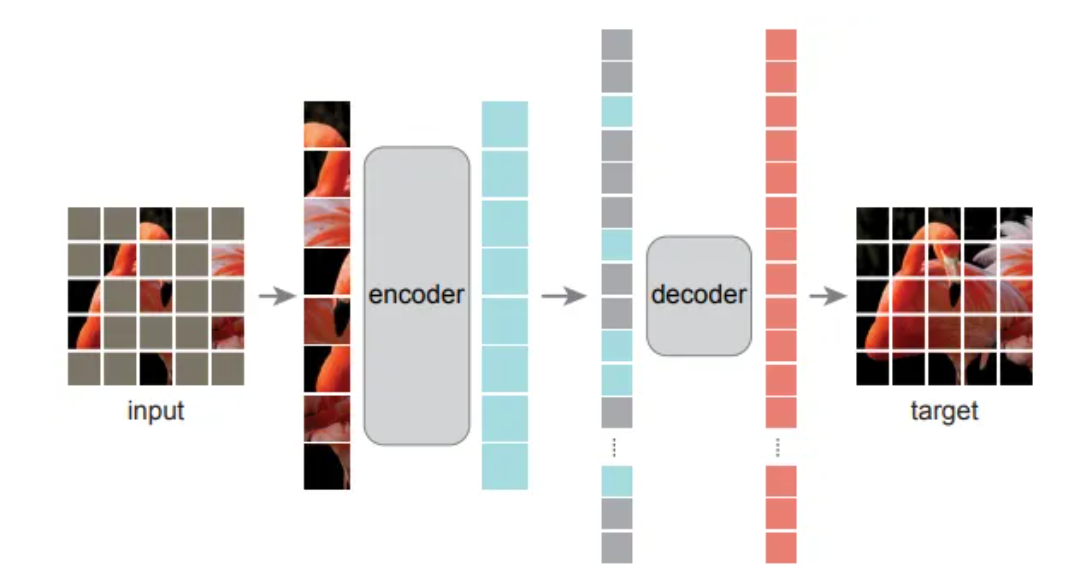 input
encoder
decoder
target